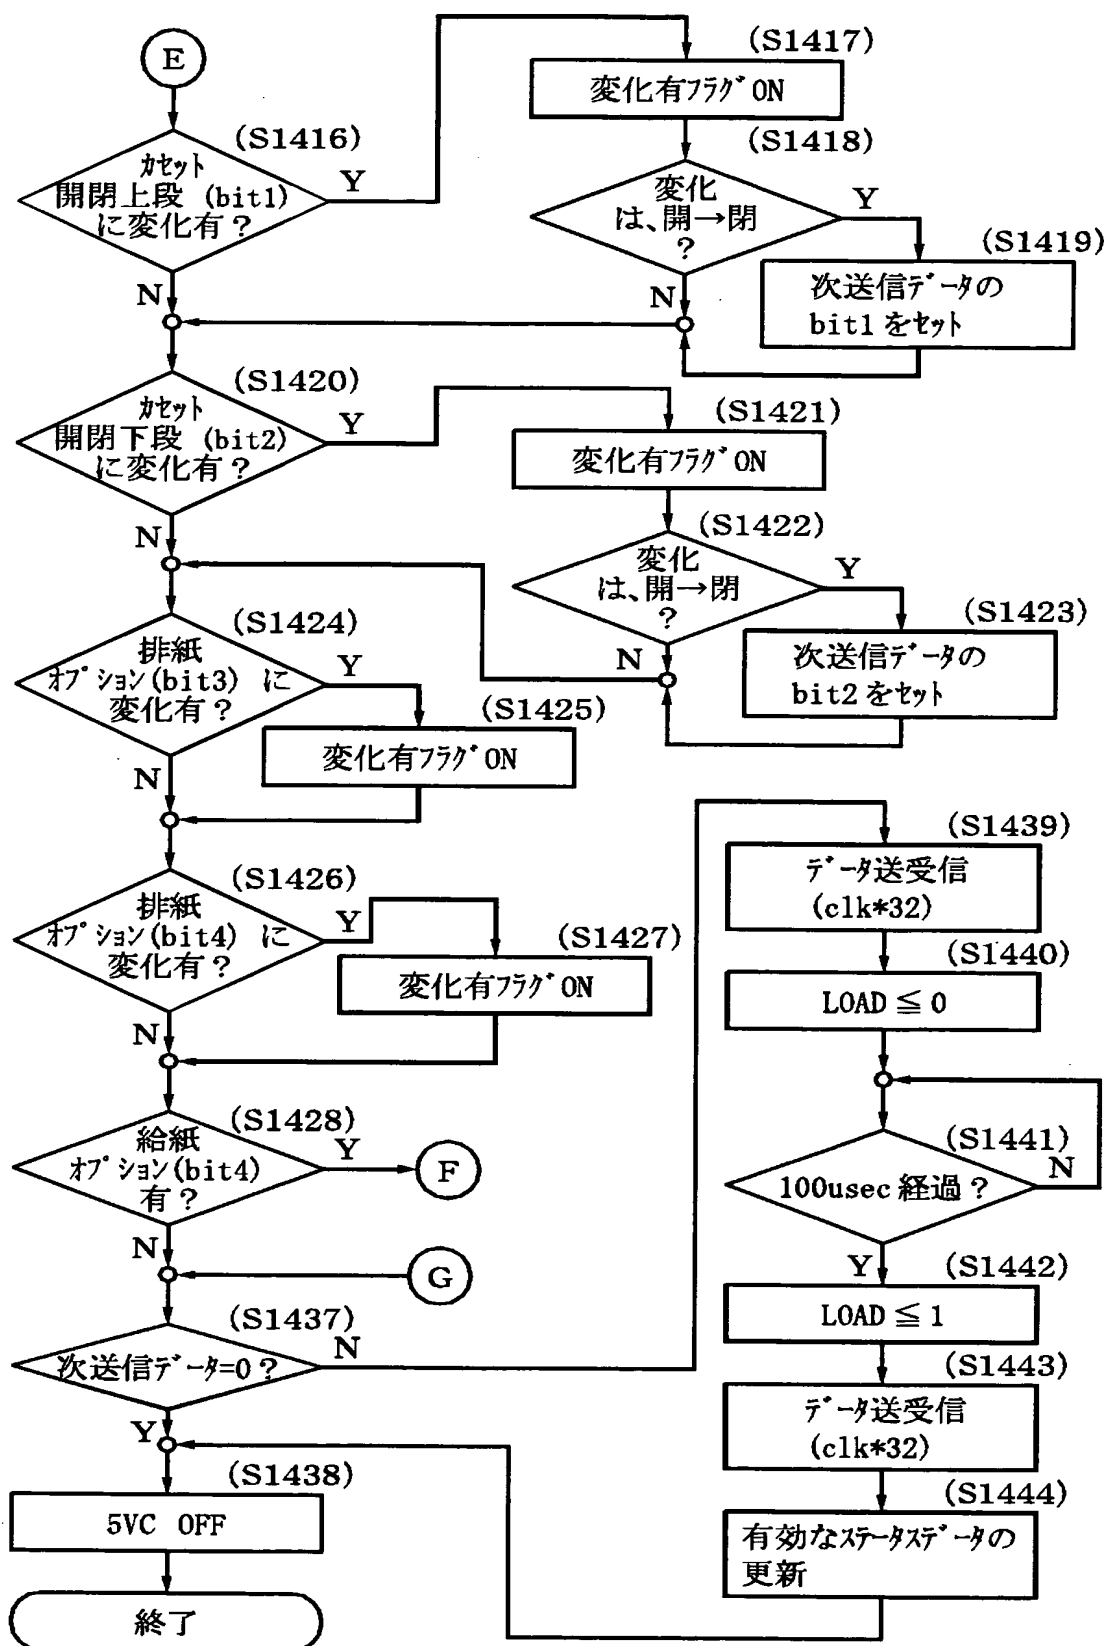 E
(S1416)
カセット
開閉上段 (bit1)
に変化有?
Y
N
(S1417)
変化有フラグON
(S1418)
変化
は、開→閉
?
Y
N
(S1419)
次送信データの
bit1をセット
(S1420)
カセット
開閉下段 (bit2)
に変化有?
Y
N
(S1421)
変化有フラグON
(S1422)
変化
は、開→閉
?
Y
N
(S1423)
次送信データの
bit2をセット
(S1424)
排紙
オプション(bit3) に
変化有?
Y
N
(S1425)
変化有フラグON
(S1426)
排紙
オプション(bit4) に
変化有?
Y
N
(S1427)
変化有フラグON
(S1428)
給紙
オプション(bit4)
有?
Y
F
N
G
(S1437)
次送信データ=0?
N
Y
(S1438)
5VC OFF
終了
(S1439)
データ送受信
(clk*32)
(S1440)
LOAD ≦ 0
(S1441)
100usec 経過?
N
Y
(S1442)
LOAD ≦ 1
(S1443)
データ送受信
(clk*32)
(S1444)
有効なステータスデータの
更新